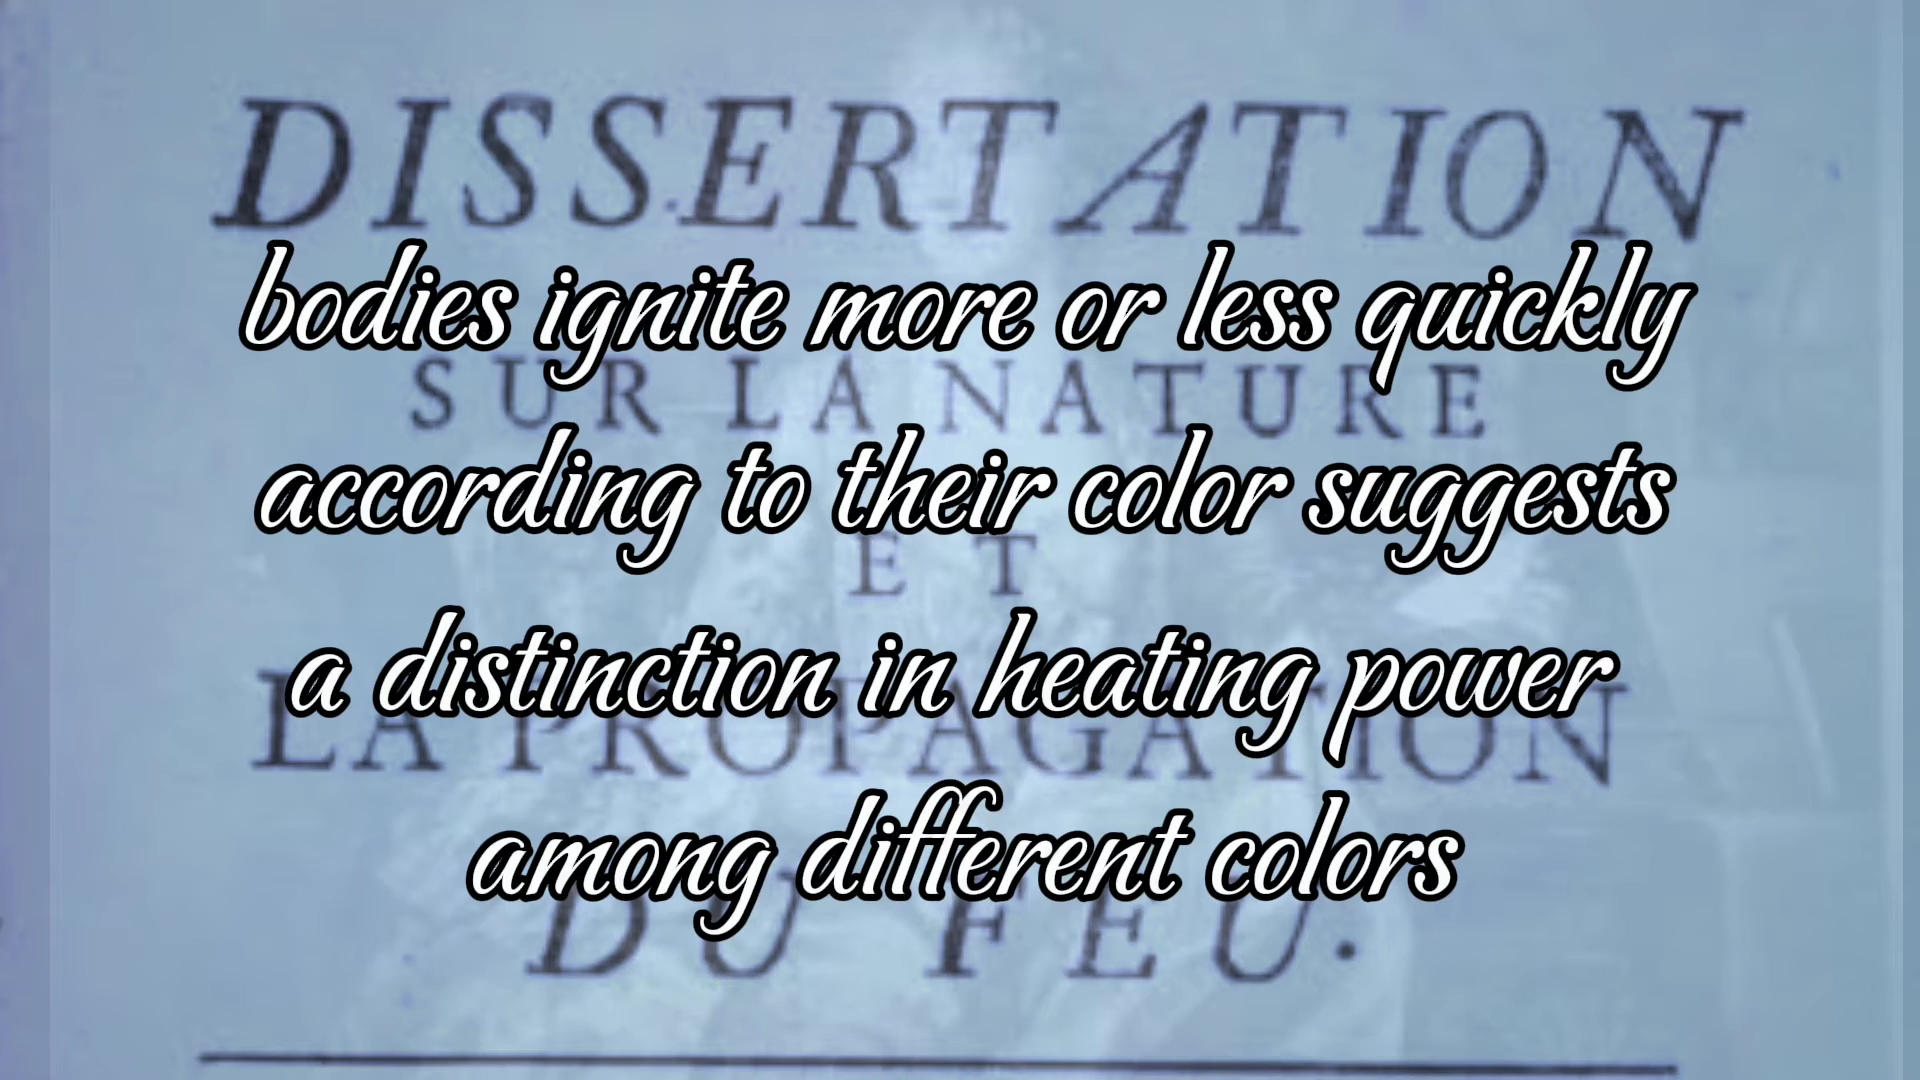 DISSERTATION
bodies ignite more or less quickly
SUR LA NATURE
according to their color suggests
ET
a distinction in heating power
LA PROPAGATION
among different colors
DU FEU.